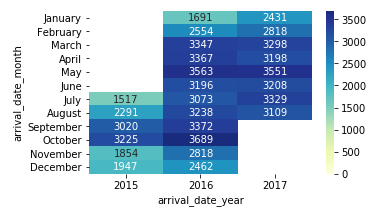 January 1691 2431 3500
February 2554 2818 3000
March 3347 3298
April 3367 3198 2500
May 3563 3551
June 3196 3208 2000
July 1517 3073 3329 1500
August 2291 3238 3109
September 3020 3372 1000
October 3225 3689 500
November 1854 2818
December 1947 2462 0
arrival_date_month
2015 2016 2017
arrival_date_year